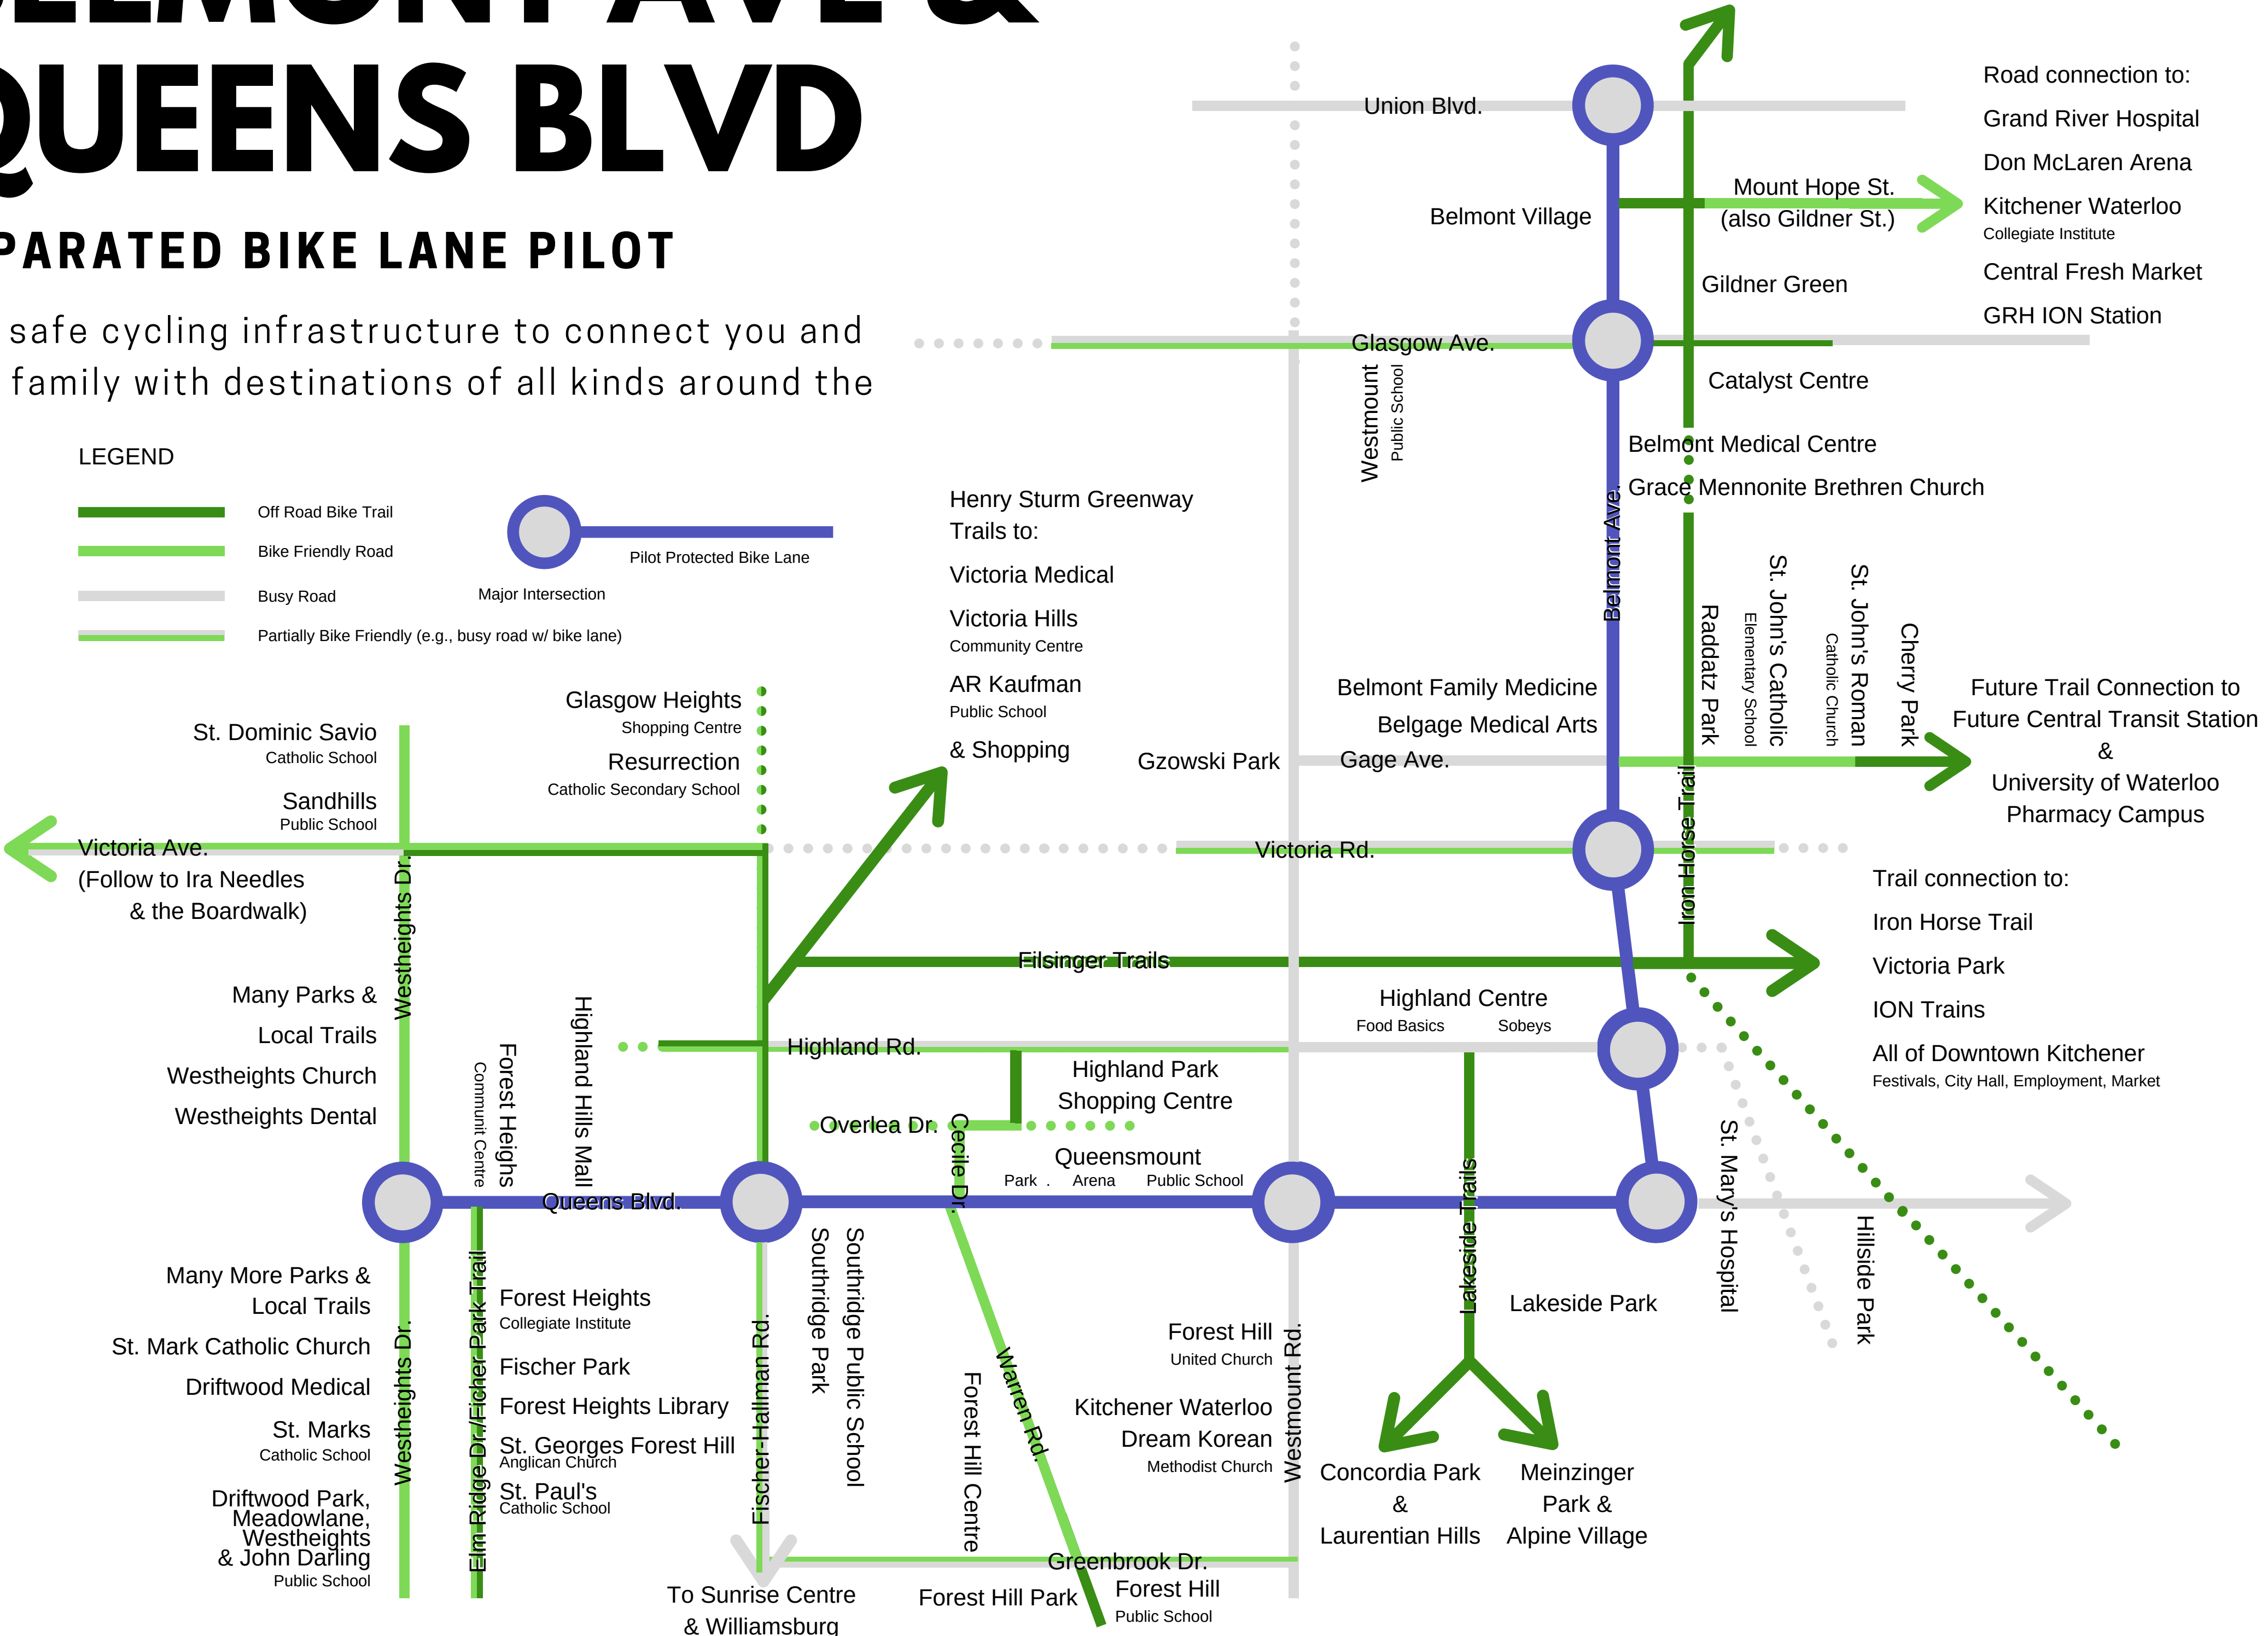 BELMONT AVE &
QUEENS BLVD
PARATED BIKE LANE PILOT
safe cycling infrastructure to connect you and
family with destinations of all kinds around the
LEGEND
Off Road Bike Trail
Bike Friendly Road
Busy Road
Partially Bike Friendly (e.g., busy road w/ bike lane)
Pilot Protected Bike Lane
Major Intersection
Union Blvd.
Belmont Village
Mount Hope St.
(also Gildner St.)
Road connection to:
Grand River Hospital
Don McLaren Arena
Kitchener Waterloo
Collegiate Institute
Central Fresh Market
GRH ION Station
Gildner Green
Glasgow Ave.
Westmount
Public School
Catalyst Centre
Belmont Medical Centre
Grace Mennonite Brethren Church
Belmont Ave.
Henry Sturm Greenway
Trails to:
Victoria Medical
Victoria Hills
Community Centre
AR Kaufman
Public School
& Shopping
Raddatz Park
St. John's Catholic
Elementary School
St. John's Roman
Catholic Church
Cherry Park
Belmont Family Medicine
Belgage Medical Arts
Gzowski Park
Gage Ave.
Iron Horse Trail
Future Trail Connection to
Future Central Transit Station
&
University of Waterloo
Pharmacy Campus
Glasgow Heights
Shopping Centre
Resurrection
Catholic Secondary School
St. Dominic Savio
Catholic School
Sandhills
Public School
Victoria Ave.
(Follow to Ira Needles
& the Boardwalk)
Westheights Dr.
Victoria Rd.
Trail connection to:
Iron Horse Trail
Victoria Park
ION Trains
All of Downtown Kitchener
Festivals, City Hall, Employment, Market
Filsinger Trails
Many Parks &
Local Trails
Westheights Church
Westheights Dental
Forest Heighs
Communit Centre
Highland Hills Mall
Highland Rd.
Highland Centre
Food Basics
Sobeys
Highland Park
Shopping Centre
Overlea Dr.
Cecile Dr.
Queensmount
Park .
Arena
Public School
Queens Blvd.
Lakeside Trails
St. Mary's Hospital
Hillside Park
Lakeside Park
Many More Parks &
Local Trails
St. Mark Catholic Church
Driftwood Medical
St. Marks
Catholic School
Driftwood Park,
Meadowlane,
Westheights
& John Darling
Public School
Westheights Dr.
Elm Ridge Dr./Ficher Park Trail
Forest Heights
Collegiate Institute
Fischer Park
Forest Heights Library
St. Georges Forest Hill
Anglican Church
St. Paul's
Catholic School
Fischer-Hallman Rd.
Southridge Park
Southridge Public School
Forest Hill Centre
Warren Rd.
Forest Hill
United Church
Kitchener Waterloo
Dream Korean
Methodist Church
Westmount Rd.
Concordia Park
&
Laurentian Hills
Meinzinger
Park &
Alpine Village
Greenbrook Dr.
To Sunrise Centre
& Williamsburg
Forest Hill Park
Forest Hill
Public School